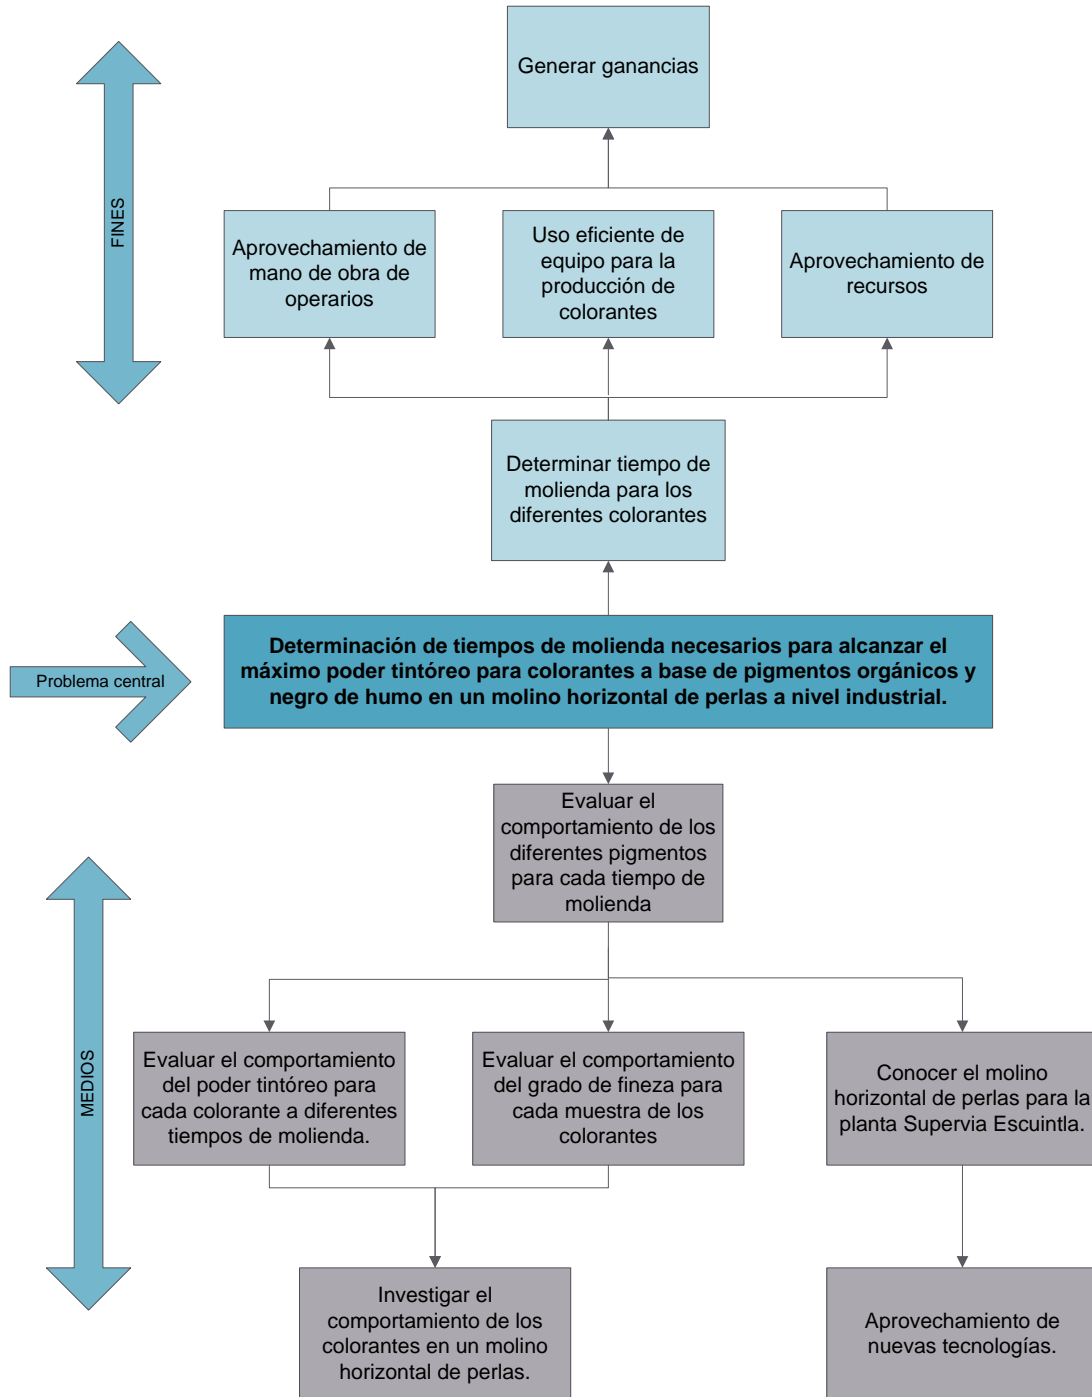 Generar ganancias
FINES
Aprovechamiento de
mano de obra de
operarios
Uso eficiente de
equipo para la
producción de
colorantes
Aprovechamiento de
recursos
Determinar tiempo de
molienda para los
diferentes colorantes
Problema central
Determinación de tiempos de molienda necesarios para alcanzar el
máximo poder tintóreo para colorantes a base de pigmentos orgánicos y
negro de humo en un molino horizontal de perlas a nivel industrial.
Evaluar el
comportamiento de los
diferentes pigmentos
para cada tiempo de
molienda
MEDIOS
Evaluar el comportamiento
del poder tintóreo para
cada colorante a diferentes
tiempos de molienda.
Evaluar el comportamiento
del grado de fineza para
cada muestra de los
colorantes
Conocer el molino
horizontal de perlas para la
planta Supervia Escuintla.
Investigar el
comportamiento de los
colorantes en un molino
horizontal de perlas.
Aprovechamiento de
nuevas tecnologías.